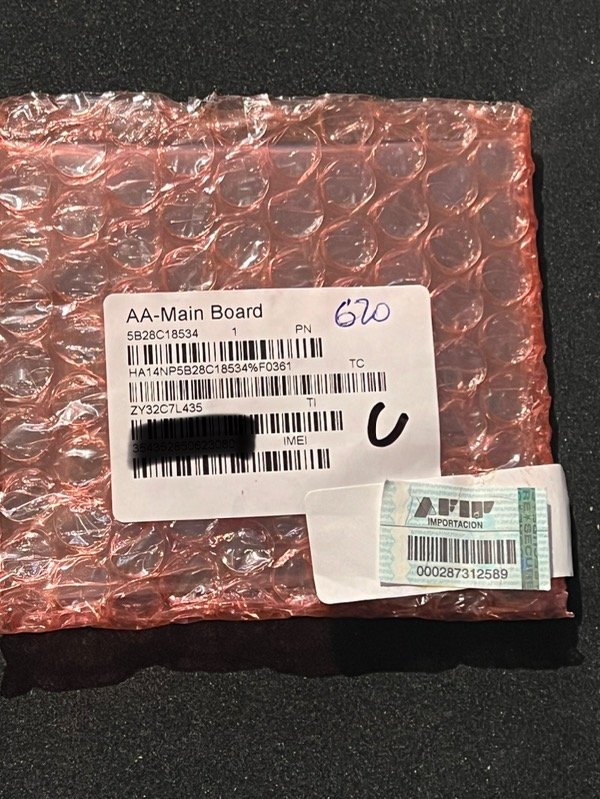 AA-Main Board
620
5B28C18534 1 PN
HA14NP5B28C18534%F0361 TC
ZY32C7L435 TI
IMEI
C
AFIP
IMPORTACION
000287312589